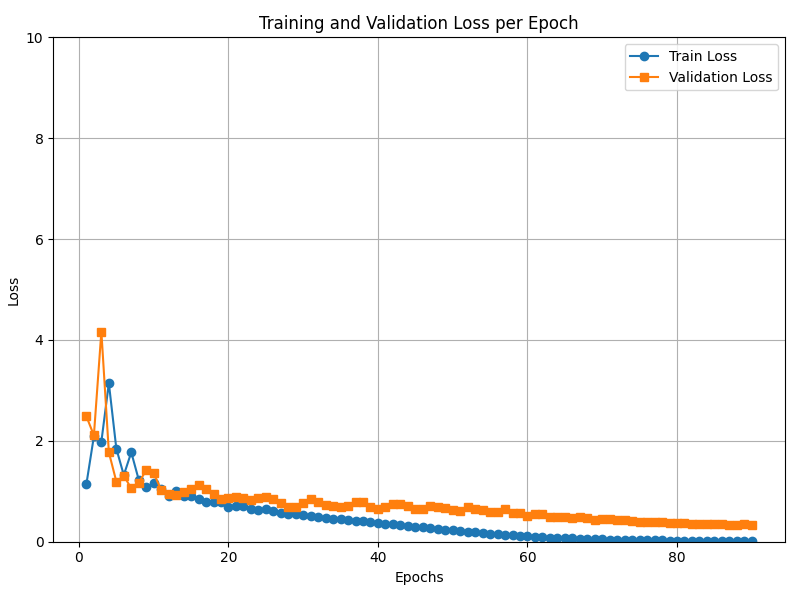 Training and Validation Loss per Epoch
Train Loss
Validation Loss
10
8
6
4
2
0
Loss
0 20 40 60 80
Epochs